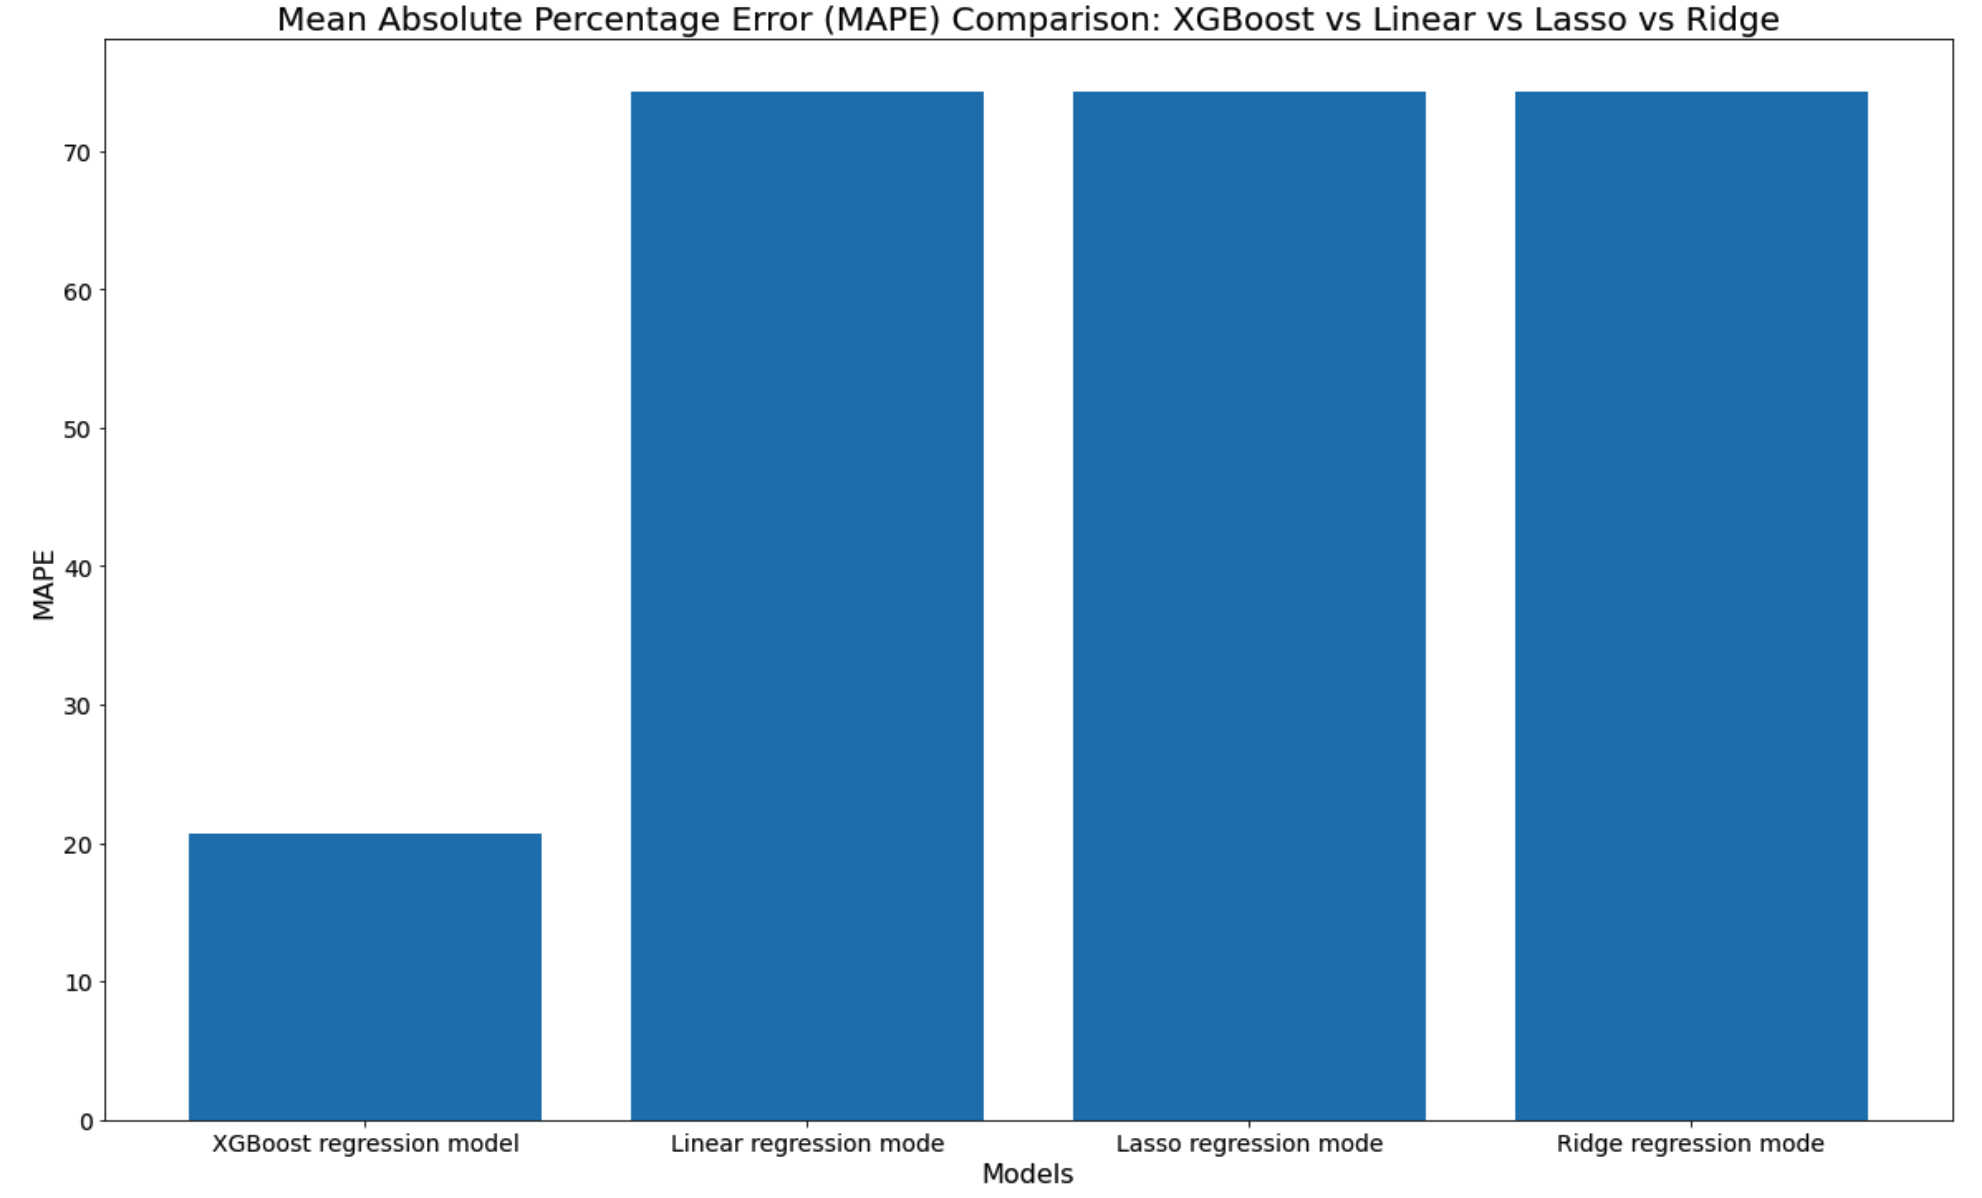 Mean Absolute Percentage Error (MAPE) Comparison: XGBoost vs Linear vs Lasso vs Ridge
MAPE
70
60
50
40
30
20
10
0
XGBoost regression model
Linear regression mode
Lasso regression mode
Ridge regression mode
Models